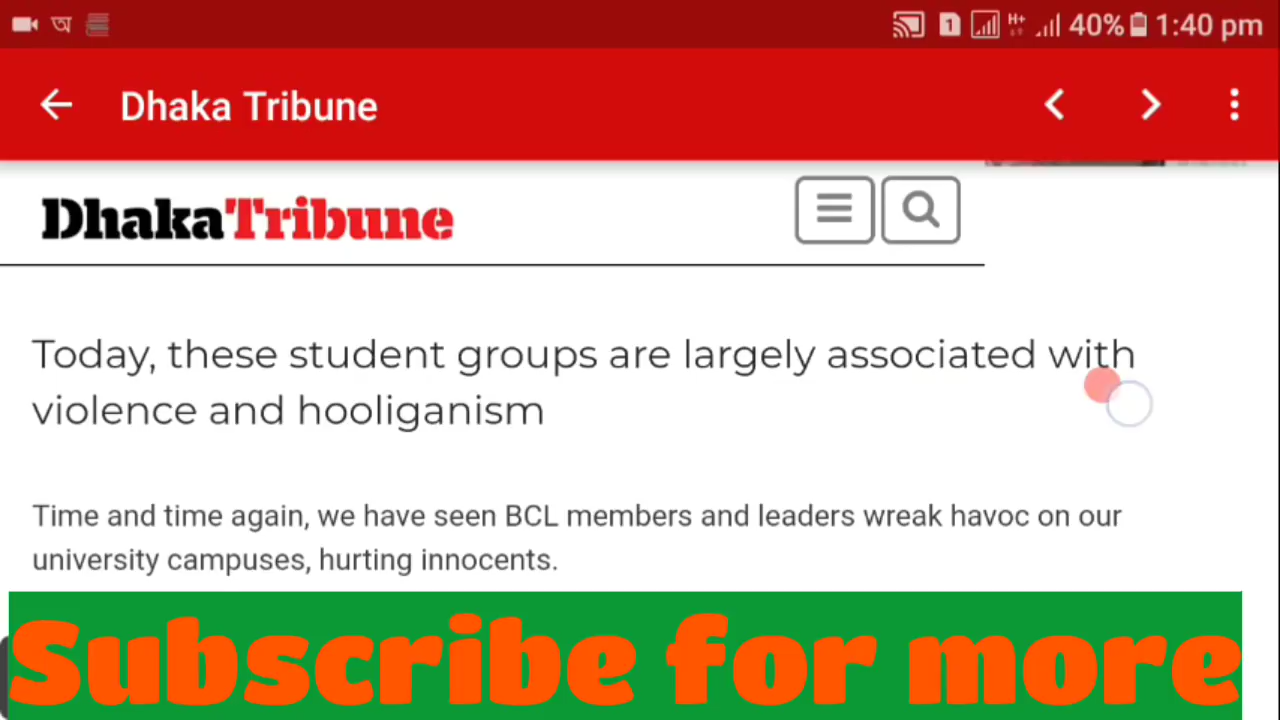 অ 1 H+ 40% 1:40 pm
Dhaka Tribune
DhakaTribune
Today, these student groups are largely associated with
violence and hooliganism
Time and time again, we have seen BCL members and leaders wreak havoc on our
university campuses, hurting innocents.
Subscribe for more